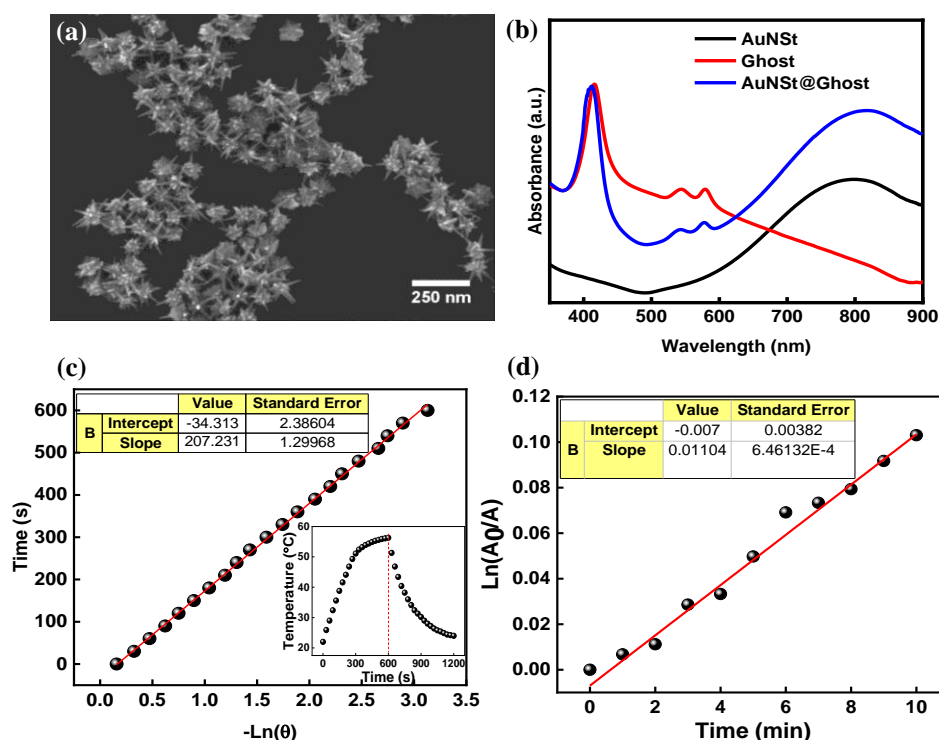 (a)
250 nm
(b)
AuNSt
Ghost
AuNSt@Ghost
Absorbance (a.u.)
400 500 600 700 800 900
Wavelength (nm)
(c)
Value Standard Error
B Intercept -34.313 2.38604
Slope 207.231 1.29968
600
500
400
300
200
100
0
Time (s)
0.0 0.5 1.0 1.5 2.0 2.5 3.0 3.5
-Ln(θ)
60
50
40
30
20
Temperature (°C)
0 300 600 900 1200
Time (s)
(d)
Value Standard Error
B Intercept -0.007 0.00382
Slope 0.01104 6.46132E-4
0.12
0.10
0.08
0.06
0.04
0.02
0.00
Ln(A0/A)
0 2 4 6 8 10
Time (min)